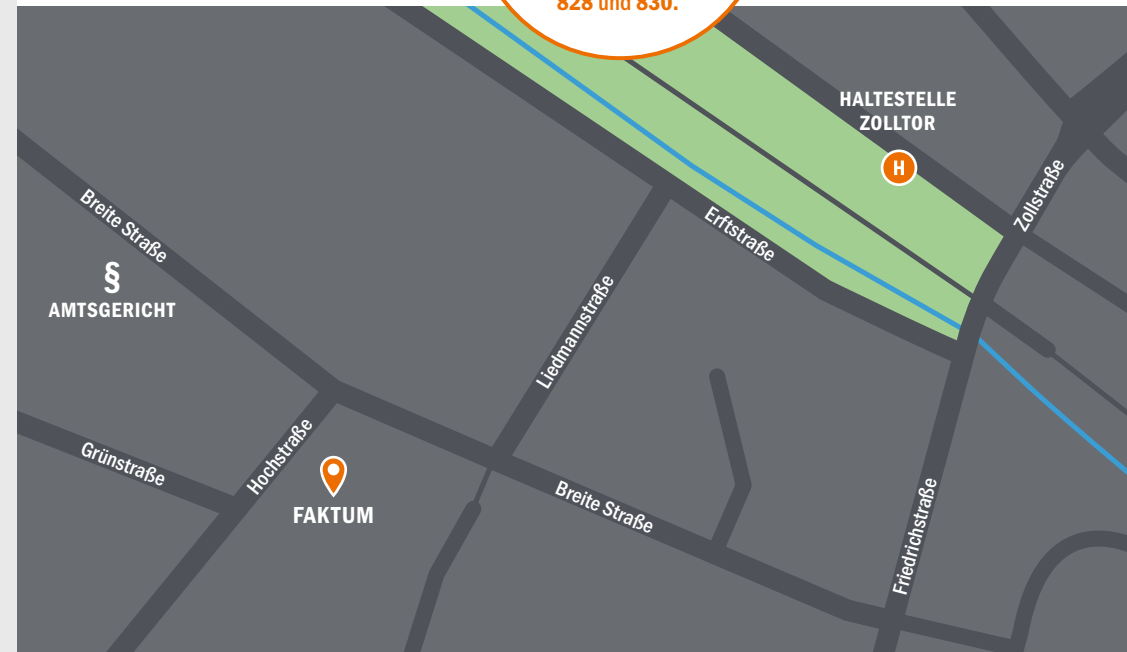 828 und 830.
HALTESTELLE
ZOLLTOR
H
Zollstraße
Breite Straße
Erftstraße
§
AMTSGERICHT
Liedmannstraße
Hochstraße
Grünstraße
FAKTUM
Breite Straße
Friedrichstraße